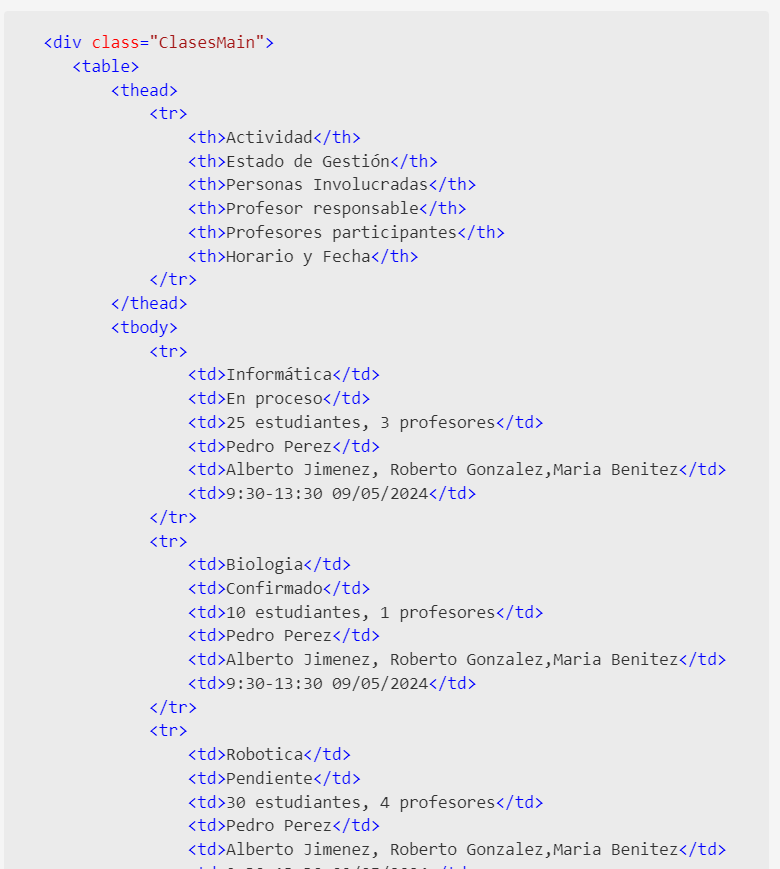 <div class="ClasesMain">
<table>
<thead>
<tr>
<th>Actividad</th>
<th>Estado de Gestión</th>
<th>Personas Involucradas</th>
<th>Profesor responsable</th>
<th>Profesores participantes</th>
<th>Horario y Fecha</th>
</tr>
</thead>
<tbody>
<tr>
<td>Informática</td>
<td>En proceso</td>
<td>25 estudiantes, 3 profesores</td>
<td>Pedro Perez</td>
<td>Alberto Jimenez, Roberto Gonzalez,Maria Benitez</td>
<td>9:30-13:30 09/05/2024</td>
</tr>
<tr>
<td>Biologia</td>
<td>Confirmado</td>
<td>10 estudiantes, 1 profesores</td>
<td>Pedro Perez</td>
<td>Alberto Jimenez, Roberto Gonzalez,Maria Benitez</td>
<td>9:30-13:30 09/05/2024</td>
</tr>
<tr>
<td>Robotica</td>
<td>Pendiente</td>
<td>30 estudiantes, 4 profesores</td>
<td>Pedro Perez</td>
<td>Alberto Jimenez, Roberto Gonzalez,Maria Benitez</td>